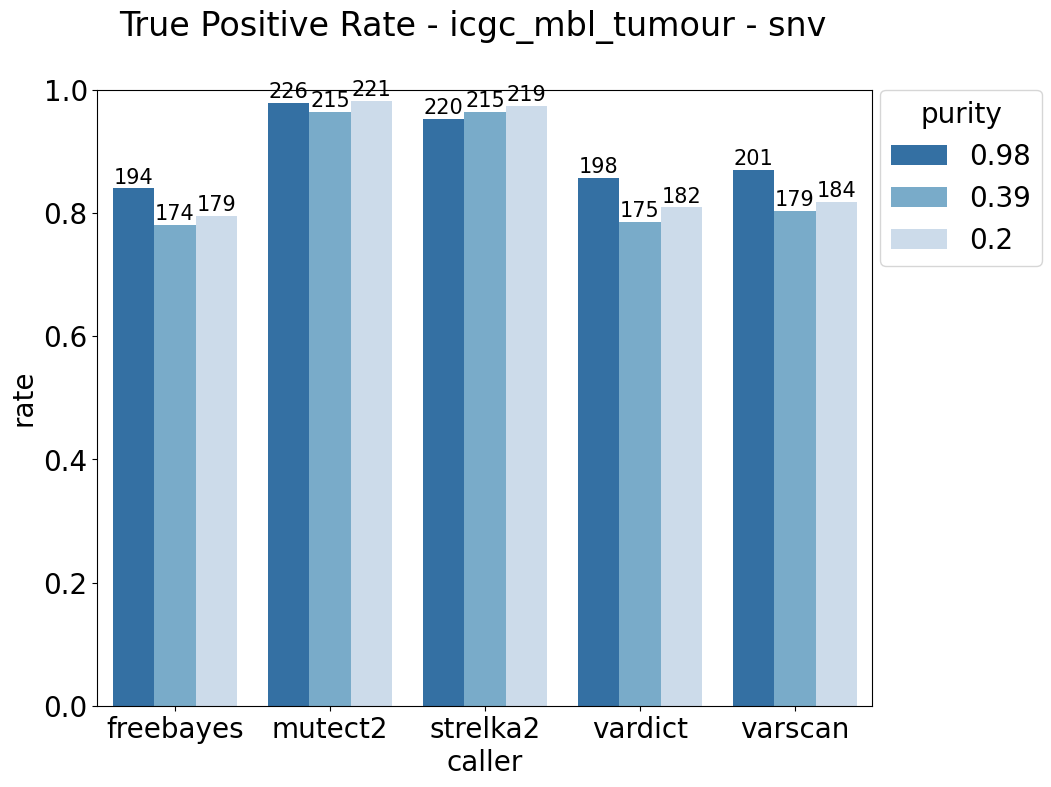 True Positive Rate - icgc_mbl_tumour - snv
1.0
0.8
0.6
0.4
0.2
0.0
rate
194
174
179
226
215
221
220
215
219
198
175
182
201
179
184
freebayes
mutect2
strelka2
vardict
varscan
caller
purity
0.98
0.39
0.2